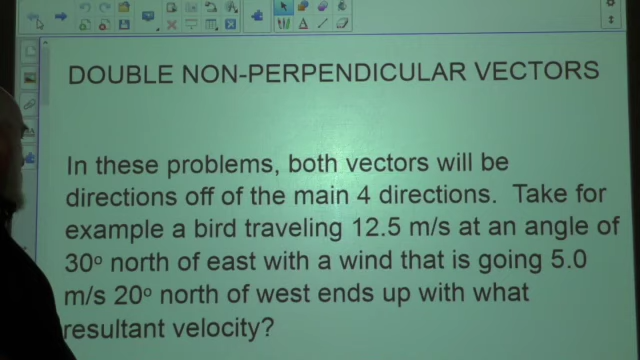 DOUBLE NON-PERPENDICULAR VECTORS
In these problems, both vectors will be
directions off of the main 4 directions. Take for
example a bird traveling 12.5 m/s at an angle of
30º north of east with a wind that is going 5.0
m/s 20º north of west ends up with what
resultant velocity?